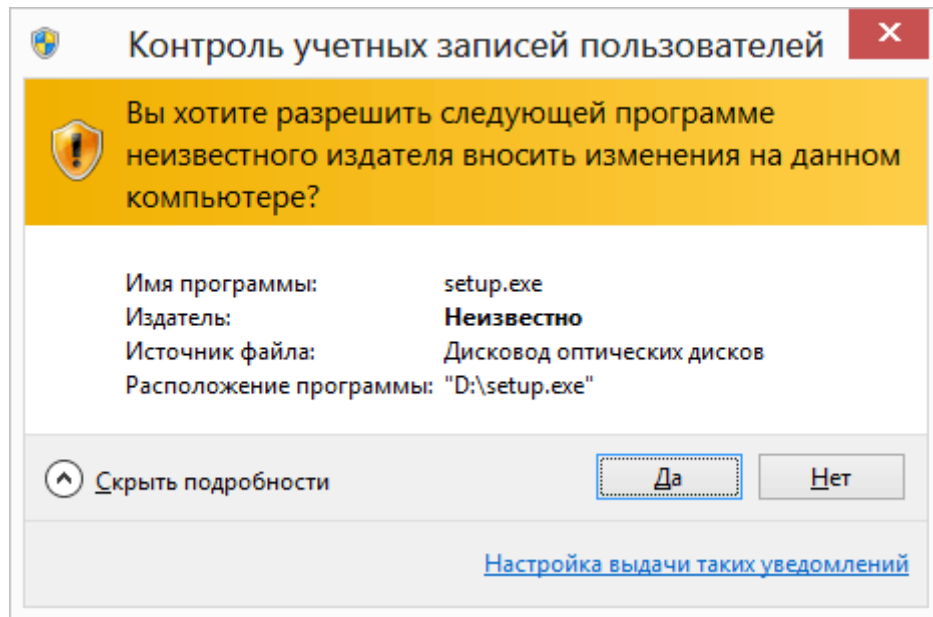 Контроль учетных записей пользователей
Вы хотите разрешить следующей программе
неизвестного издателя вносить изменения на данном
компьютере?
Имя программы: setup.exe
Издатель: Неизвестно
Источник файла: Дисковод оптических дисков
Расположение программы: "D:\setup.exe"
Скрыть подробности Да Нет
Настройка выдачи таких уведомлений